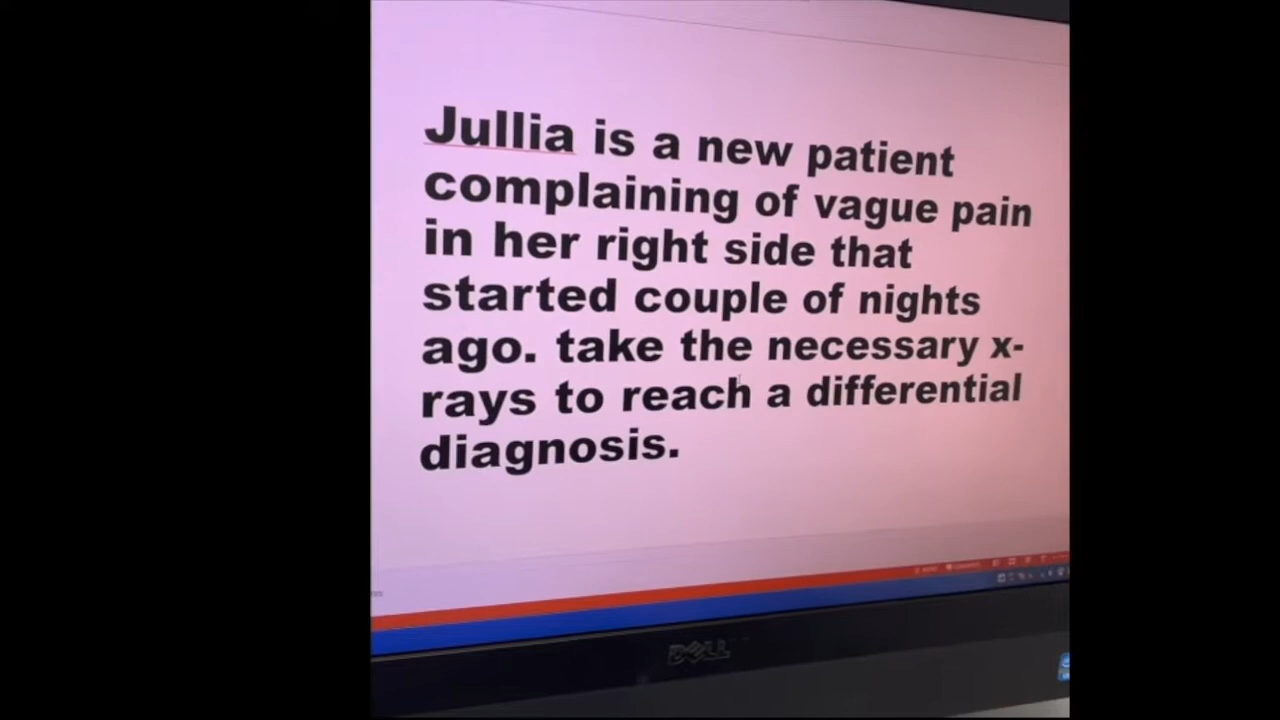 Jullia is a new patient
complaining of vague pain
in her right side that
started couple of nights
ago. take the necessary x-
rays to reach a differential
diagnosis.
DELL